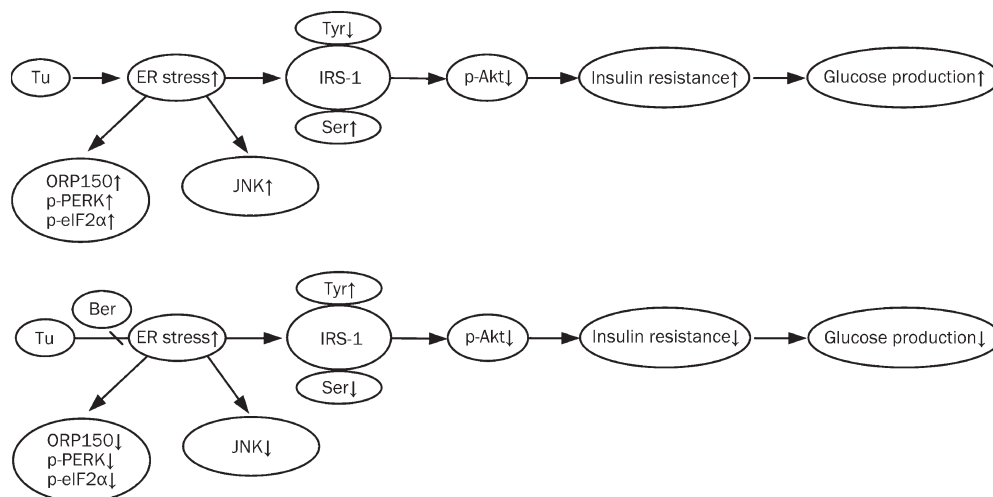 Tyr↓
Tu
ER stress↑
IRS-1
p-Akt↓
Insulin resistance↑
Glucose production↑
Ser↑
ORP150↑
p-PERK↑
p-eIF2α↑
JNK↑
Ber
Tyr↑
Tu
ER stress↑
IRS-1
p-Akt↓
Insulin resistance↓
Glucose production↓
Ser↓
ORP150↓
p-PERK↓
p-eIF2α↓
JNK↓